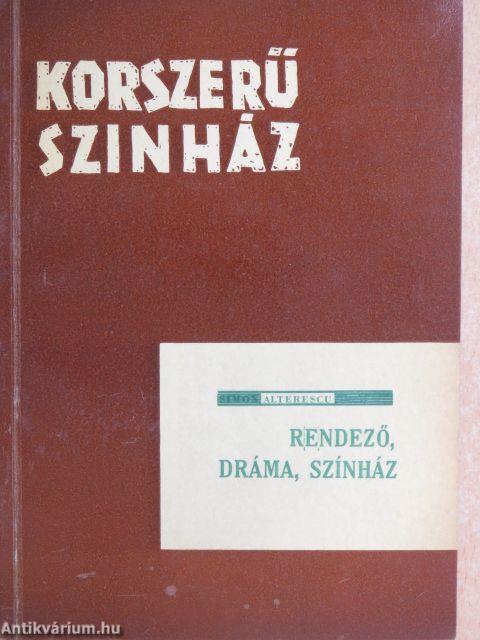 KORSZERŰ
SZINHÁZ
SIMON ALTERESCU
RENDEZŐ,
DRÁMA, SZÍNHÁZ
Antikvárium.hu